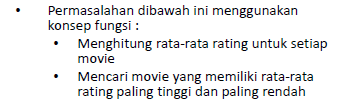 • Permasalahan dibawah ini menggunakan
konsep fungsi :
• Menghitung rata-rata rating untuk setiap
movie
• Mencari movie yang memiliki rata-rata
rating paling tinggi dan paling rendah